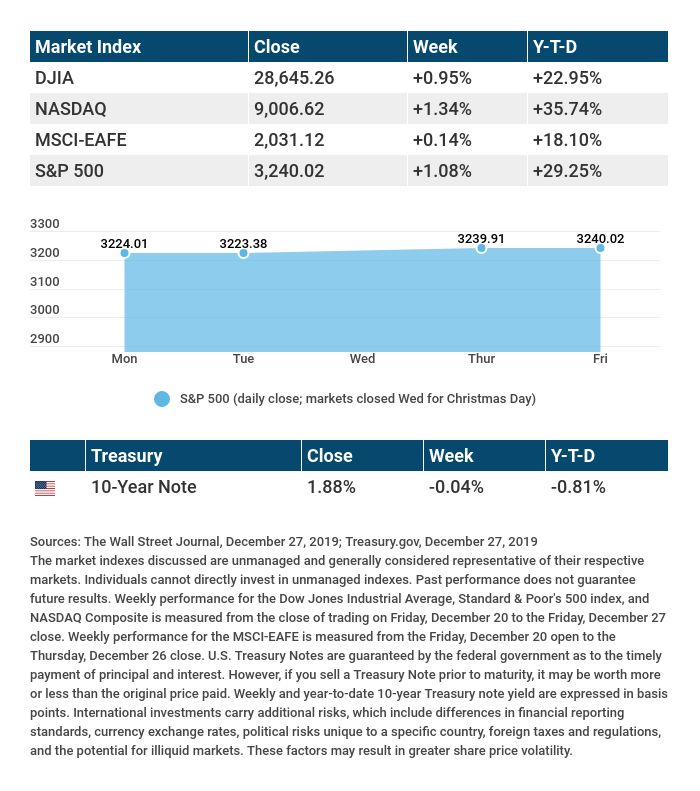 Market Index Close Week Y-T-D
DJIA 28,645.26 +0.95% +22.95%
NASDAQ 9,006.62 +1.34% +35.74%
MSCI-EAFE 2,031.12 +0.14% +18.10%
S&P 500 3,240.02 +1.08% +29.25%
3300
3224.01 3223.38 3239.91 3240.02
3200
3100
3000
2900
Mon Tue Wed Thur Fri
S&P 500 (daily close; markets closed Wed for Christmas Day)
Treasury Close Week Y-T-D
10-Year Note 1.88% -0.04% -0.81%
Sources: The Wall Street Journal, December 27, 2019; Treasury.gov, December 27, 2019
The market indexes discussed are unmanaged and generally considered representative of their respective
markets. Individuals cannot directly invest in unmanaged indexes. Past performance does not guarantee
future results. Weekly performance for the Dow Jones Industrial Average, Standard & Poor's 500 index, and
NASDAQ Composite is measured from the close of trading on Friday, December 20 to the Friday, December 27
close. Weekly performance for the MSCI-EAFE is measured from the Friday, December 20 open to the
Thursday, December 26 close. U.S. Treasury Notes are guaranteed by the federal government as to the timely
payment of principal and interest. However, if you sell a Treasury Note prior to maturity, it may be worth more
or less than the original price paid. Weekly and year-to-date 10-year Treasury note yield are expressed in basis
points. International investments carry additional risks, which include differences in financial reporting
standards, currency exchange rates, political risks unique to a specific country, foreign taxes and regulations,
and the potential for illiquid markets. These factors may result in greater share price volatility.